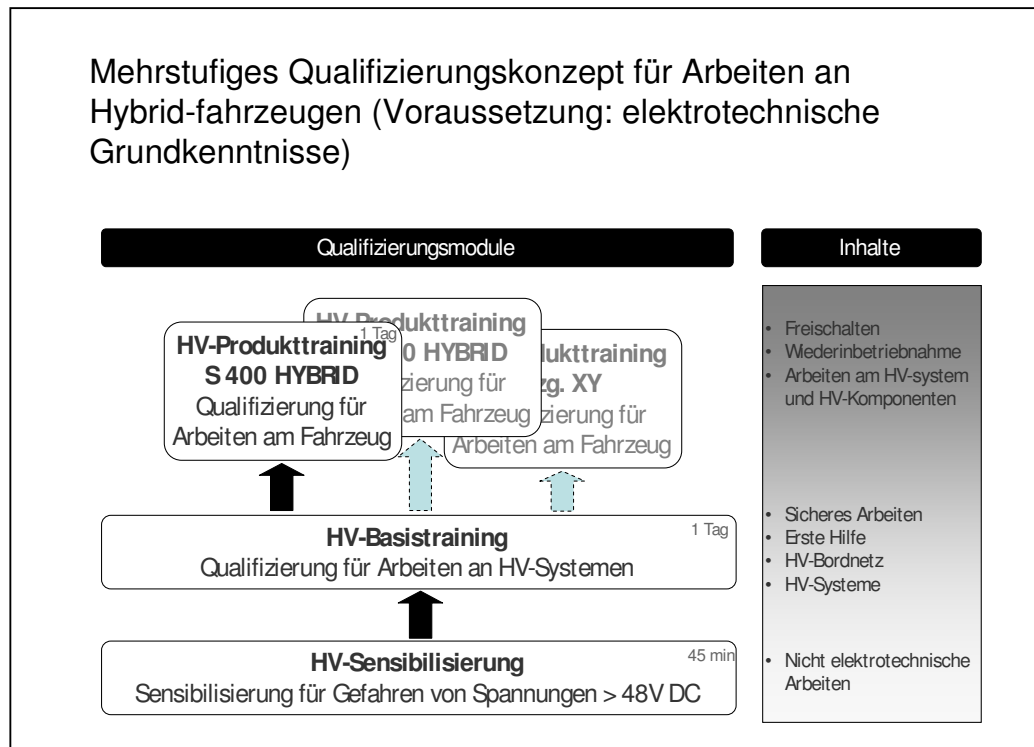 Mehrstufiges Qualifizierungskonzept für Arbeiten an
Hybrid-fahrzeugen (Voraussetzung: elektrotechnische
Grundkenntnisse)
Qualifizierungsmodule
HV-Produkttraining
1 Tag
S 400 HYBRID
Qualifizierung für
Arbeiten am Fahrzeug
HYBRID
am Fahrzeug
XY
Arbeiten am Fahrzeug
HV-Basistraining
1 Tag
Qualifizierung für Arbeiten an HV-Systemen
HV-Sensibilisierung
45 min
Sensibilisierung für Gefahren von Spannungen > 48V DC
Inhalte
• Freischalten
• Wiederinbetriebnahme
• Arbeiten am HV-system
und HV-Komponenten
• Sicheres Arbeiten
• Erste Hilfe
• HV-Bordnetz
• HV-Systeme
• Nicht elektrotechnische
Arbeiten